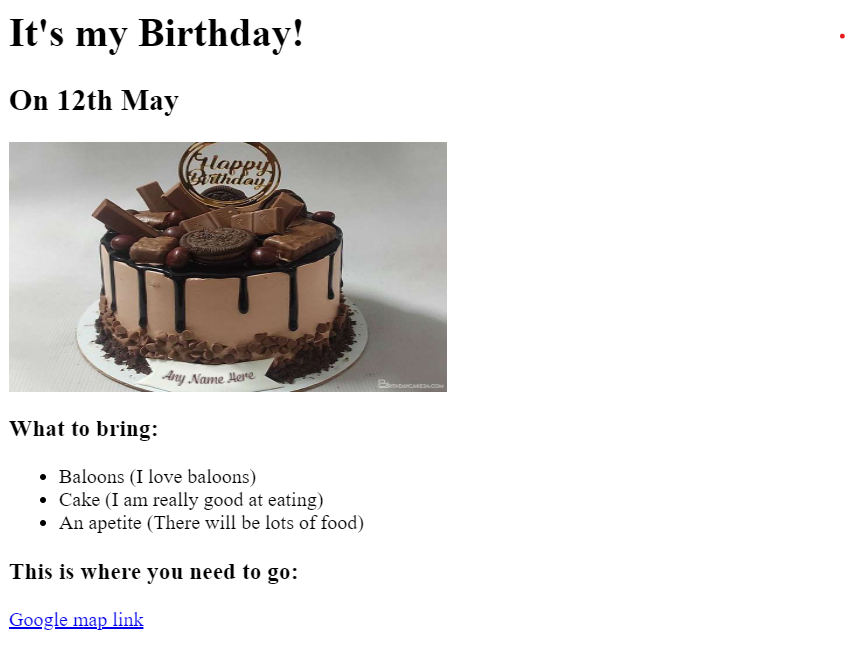 It's my Birthday!
On 12th May
Happy
Birthday
Any Name Here
BIRTHDAYCAKE24.COM
What to bring:
Baloons (I love baloons)
Cake (I am really good at eating)
An apetite (There will be lots of food)
This is where you need to go:
Google map link